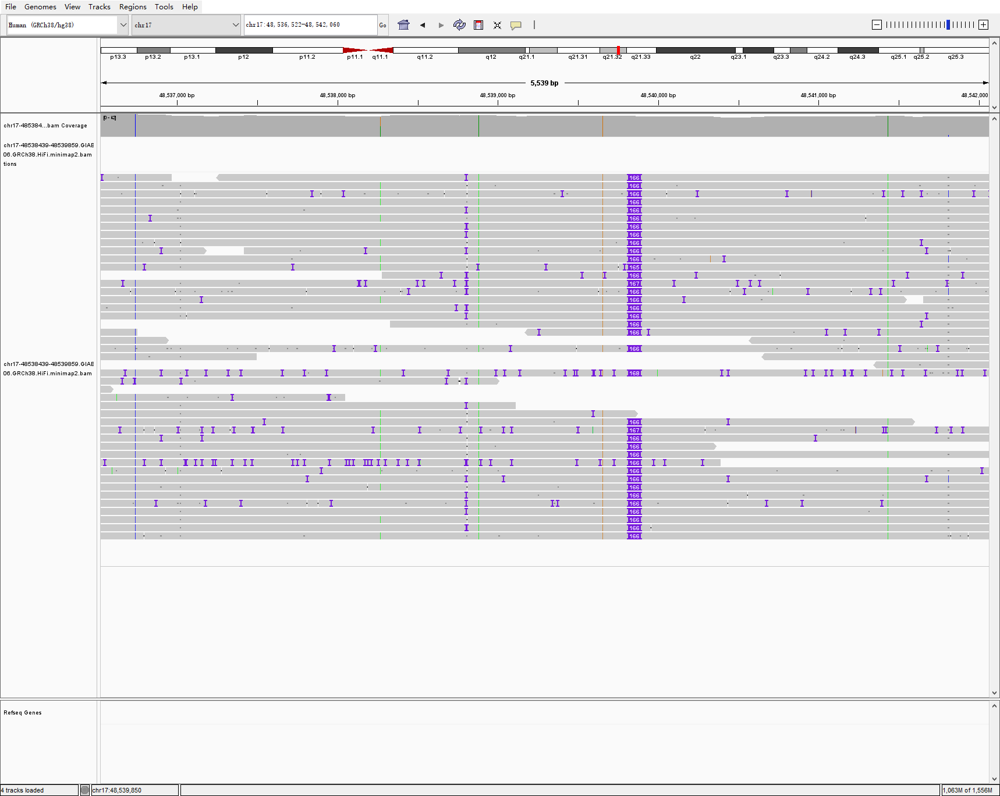 File Genomes View Tracks Regions Tools Help
Human (GRCh38/hg38) chr17 chr17:48,536,522-48,542,060 Go
p13.3 p13.2 p13.1 p12 p11.2 p11.1 q11.1 q11.2 q12 q21.1 q21.31 q21.32 q21.33 q22 q23.1 q23.3 q24.2 q24.3 q25.1 q25.2 q25.3
5,539 bp
48,537,000 bp 48,538,000 bp 48,539,000 bp 48,540,000 bp 48,541,000 bp 48,542,000
[0 - 42]
chr17-485384...bam Coverage
chr17-48538439-48539859.GIAB
06.GRCh38.HiFi.minimap2.bam
tions
166
166
166
166
166
166
166
166
166
166
166
165
166
167
166
166
166
166
166
166
166
chr17-48538439-48539859.GIAB
06.GRCh38.HiFi.minimap2.bam
168
166
167
166
166
166
166
166
166
166
166
166
166
166
166
166
Refseq Genes
4 tracks loaded chr17:48,539,850 1,063M of 1,556M